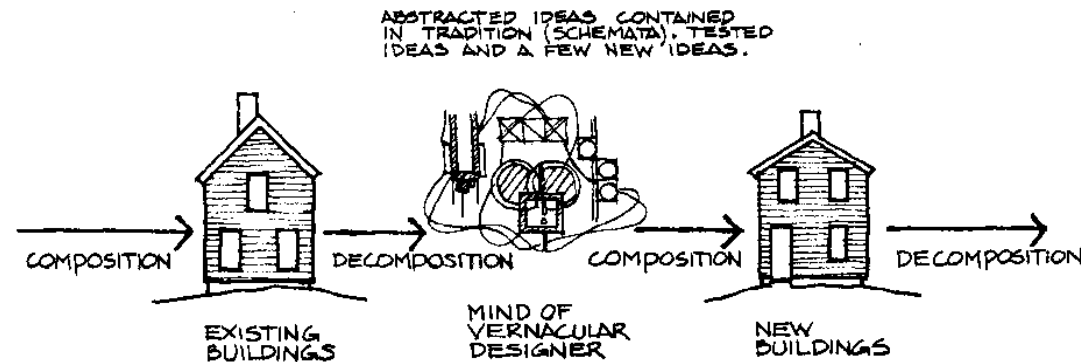 ABSTRACTED IDEAS CONTAINED
IN TRADITION (SCHEMATA). TESTED
IDEAS AND A FEW NEW IDEAS.
COMPOSITION
DECOMPOSITION
COMPOSITION
DECOMPOSITION
EXISTING
BUILDINGS
MIND OF
VERNACULAR
DESIGNER
NEW
BUILDINGS